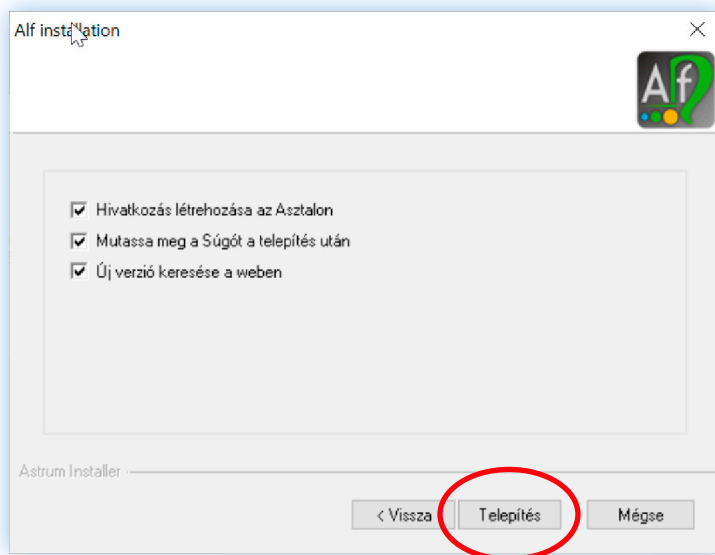 Alf installation
Alf
Hivatkozás létrehozása az Asztalon
Mutassa meg a Súgót a telepítés után
Új verzió keresése a weben
Astrum Installer
< Vissza
Telepítés
Mégse